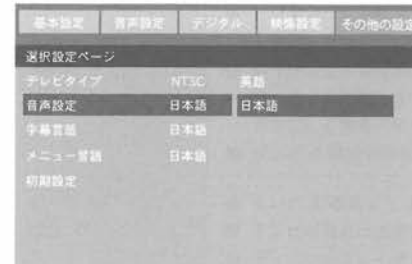 基本設定 音声設定 デジタル 映像設定 その他の設定
選択設定ページ
テレビタイプ NTSC 英語
音声設定 日本語 日本語
字幕言語 日本語
メニュー言語 日本語
初期設定